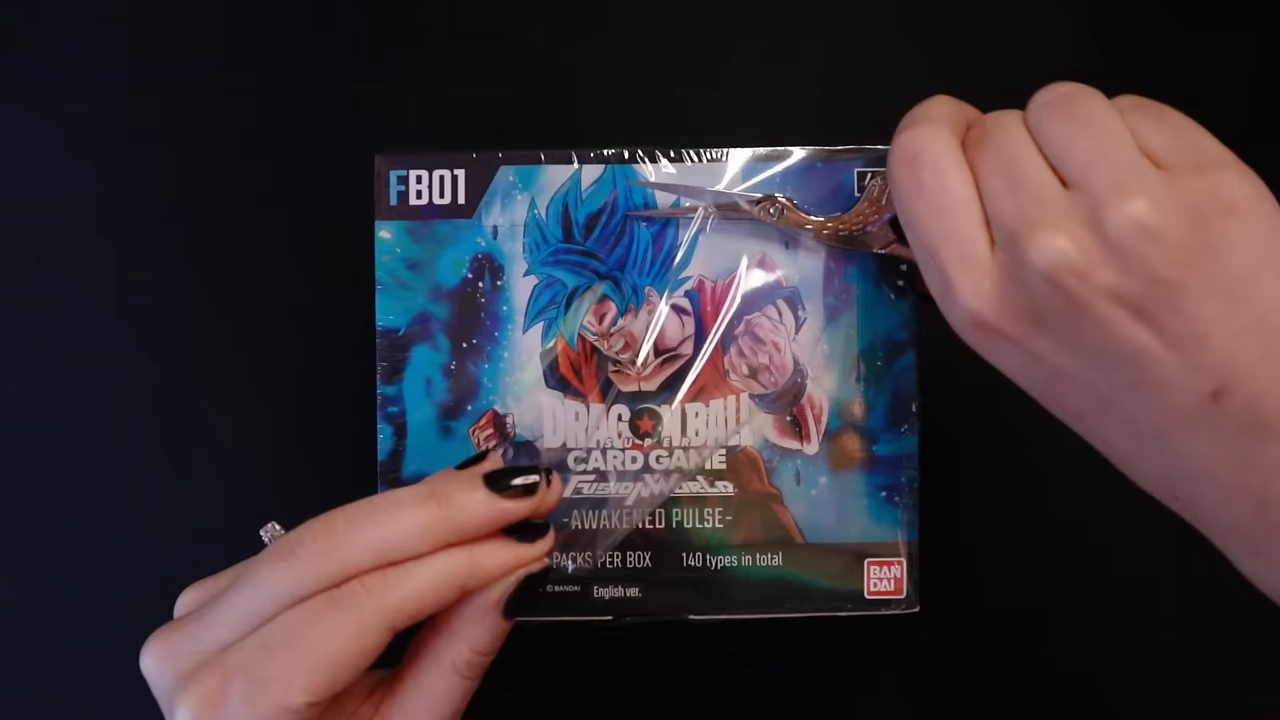 FB01
DRAGON BALL
SUPER
CARD GAME
FUSION WORLD
-AWAKENED PULSE-
PACKS PER BOX 140 types in total
©BANDAI English ver.
BAN
DAI